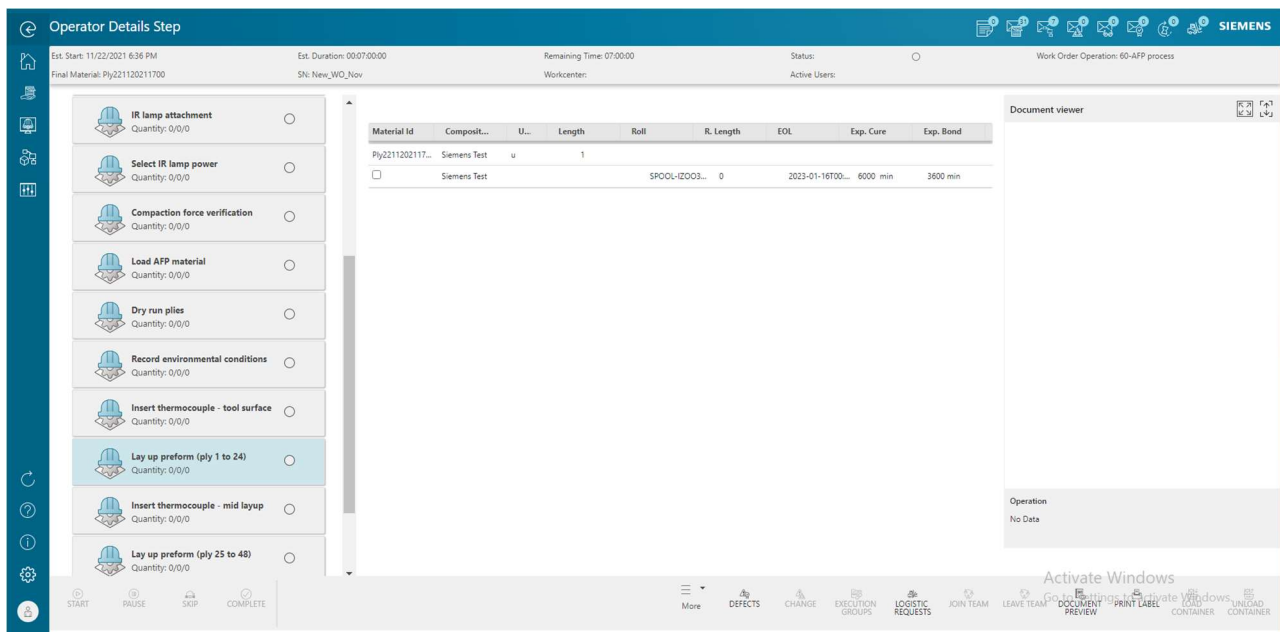 Operator Details Step
0 31 7 0 0 0 0 0 SIEMENS
Est. Start: 11/22/2021 6:36 PM Est. Duration: 00:07:00:00 Remaining Time: 07:00:00 Status: Work Order Operation: 60-AFP process
Final Material: Ply221120211700 SN: New_WO_Nov Workcenter: Active Users:
IR lamp attachment
Quantity: 0/0/0
Select IR lamp power
Quantity: 0/0/0
Compaction force verification
Quantity: 0/0/0
Load AFP material
Quantity: 0/0/0
Dry run plies
Quantity: 0/0/0
Record environmental conditions
Quantity: 0/0/0
Insert thermocouple - tool surface
Quantity: 0/0/0
Lay up preform (ply 1 to 24)
Quantity: 0/0/0
Insert thermocouple - mid layup
Quantity: 0/0/0
Lay up preform (ply 25 to 48)
Quantity: 0/0/0
Material Id Composit... U... Length Roll R. Length EOL Exp. Cure Exp. Bond
Ply2211202117... Siemens Test u 1
Siemens Test SPOOL-IZOO3... 0 2023-01-16T00:... 6000 min 3600 min
Document viewer
Operation
No Data
Activate Windows
Go to Settings to activate Windows.
START PAUSE SKIP COMPLETE
More DEFECTS CHANGE EXECUTION GROUPS LOGISTIC REQUESTS JOIN TEAM LEAVE TEAM DOCUMENT PREVIEW PRINT LABEL LOAD CONTAINER UNLOAD CONTAINER